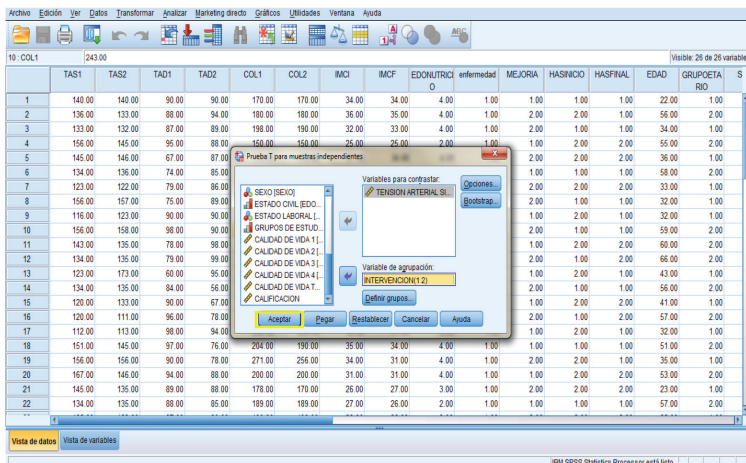 Archivo Edición Ver Datos Transformar Analizar Marketing directo Gráficos Utilidades Ventana Ayuda
10 : COL1 243.00 Visible: 26 de 26 variable
TAS1 TAS2 TAD1 TAD2 COL1 COL2 IMCI IMCF EDONUTRICI O enfermedad MEJORIA HASINICIO HASFINAL EDAD GRUPOETA RIO S
1 140.00 140.00 90.00 90.00 170.00 170.00 34.00 34.00 4.00 1.00 1.00 1.00 1.00 22.00 1.00
2 136.00 133.00 88.00 94.00 180.00 180.00 36.00 35.00 4.00 1.00 2.00 1.00 1.00 56.00 2.00
3 133.00 132.00 87.00 89.00 198.00 190.00 32.00 33.00 4.00 1.00 1.00 1.00 1.00 34.00 1.00
4 156.00 145.00 95.00 88.00 150.00 150.00 25.00 25.00 2.00 1.00 2.00 2.00 2.00 55.00 2.00
5 145.00 146.00 67.00 87.00 2.00 2.00 2.00 36.00 1.00
6 134.00 136.00 74.00 85.00 1.00 1.00 1.00 58.00 2.00
7 123.00 122.00 79.00 86.00 2.00 1.00 1.00 33.00 1.00
8 156.00 157.00 75.00 89.00 1.00 2.00 1.00 32.00 1.00
9 116.00 123.00 90.00 90.00 2.00 1.00 1.00 32.00 1.00
10 156.00 158.00 98.00 90.00 1.00 2.00 1.00 59.00 2.00
11 143.00 135.00 78.00 98.00 1.00 2.00 2.00 60.00 2.00
12 134.00 135.00 79.00 99.00 1.00 1.00 2.00 66.00 2.00
13 123.00 173.00 60.00 95.00 1.00 2.00 1.00 43.00 1.00
14 134.00 135.00 84.00 56.00 2.00 2.00 2.00 56.00 2.00
15 120.00 133.00 90.00 67.00 2.00 2.00 2.00 41.00 1.00
16 120.00 111.00 96.00 78.00 1.00 2.00 1.00 57.00 2.00
17 112.00 113.00 98.00 94.00 2.00 1.00 32.00 1.00
18 151.00 145.00 97.00 76.00 204.00 190.00 35.00 34.00 4.00 1.00 1.00 1.00 1.00 51.00 2.00
19 156.00 156.00 90.00 78.00 271.00 256.00 34.00 31.00 4.00 1.00 2.00 2.00 1.00 35.00 1.00
20 167.00 146.00 94.00 88.00 200.00 200.00 31.00 31.00 4.00 1.00 2.00 2.00 2.00 53.00 2.00
21 145.00 135.00 89.00 88.00 178.00 170.00 26.00 27.00 3.00 1.00 2.00 2.00 2.00 23.00 1.00
22 134.00 135.00 88.00 85.00 189.00 189.00 27.00 26.00 2.00 1.00 2.00 1.00 1.00 57.00 2.00
Prueba T para muestras independientes
SEXO [SEXO]
ESTADO CIVIL [EDO...
ESTADO LABORAL [...
GRUPOS DE ESTUD...
CALIDAD DE VIDA 1 [...
CALIDAD DE VIDA 2 [...
CALIDAD DE VIDA 3 [...
CALIDAD DE VIDA 4 [...
CALIDAD DE VIDA T...
CALIFICACION
Variables para contrastar:
TENSION ARTERIAL SI...
Opciones...
Bootstrap...
Variable de agrupación:
INTERVENCION(1 2)
Definir grupos...
Aceptar Pegar Restablecer Cancelar Ayuda
Vista de datos Vista de variables
IBM SPSS Statistics Processor está listo